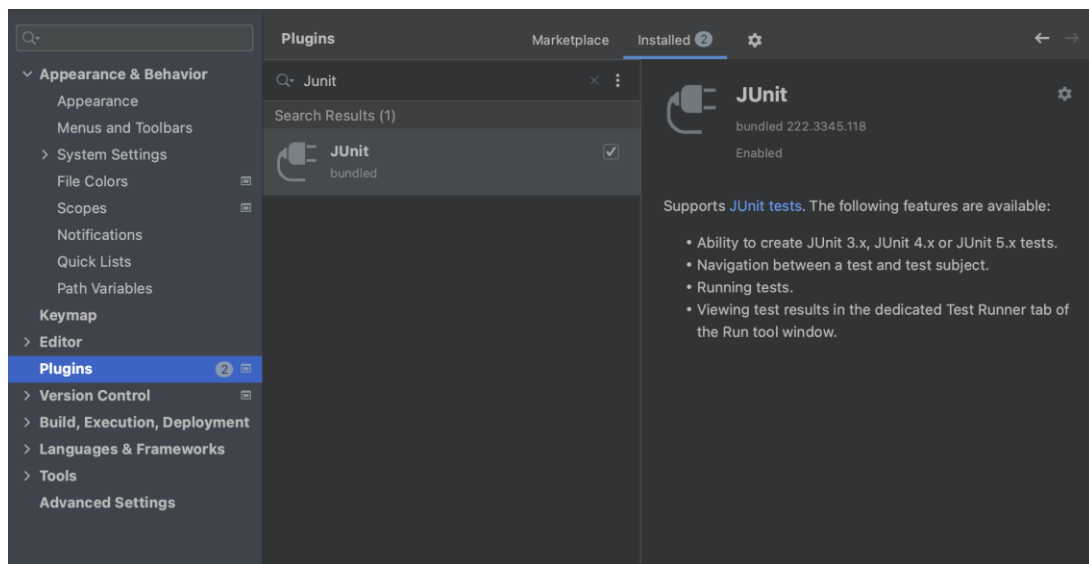 Appearance & Behavior
Appearance
Menus and Toolbars
System Settings
File Colors
Scopes
Notifications
Quick Lists
Path Variables
Keymap
Editor
Plugins 2
Version Control
Build, Execution, Deployment
Languages & Frameworks
Tools
Advanced Settings
Plugins Marketplace Installed 2
Junit
Search Results (1)
JUnit
bundled
JUnit
bundled 222.3345.118
Enabled
Supports JUnit tests. The following features are available:
• Ability to create JUnit 3.x, JUnit 4.x or JUnit 5.x tests.
• Navigation between a test and test subject.
• Running tests.
• Viewing test results in the dedicated Test Runner tab of
the Run tool window.